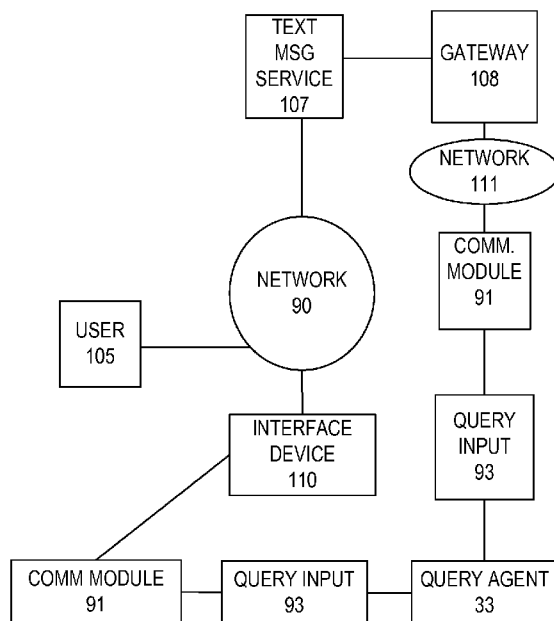 TEXT
MSG
SERVICE
107
GATEWAY
108
NETWORK
111
COMM.
MODULE
91
NETWORK
90
USER
105
INTERFACE
DEVICE
110
QUERY
INPUT
93
COMM MODULE
91
QUERY INPUT
93
QUERY AGENT
33